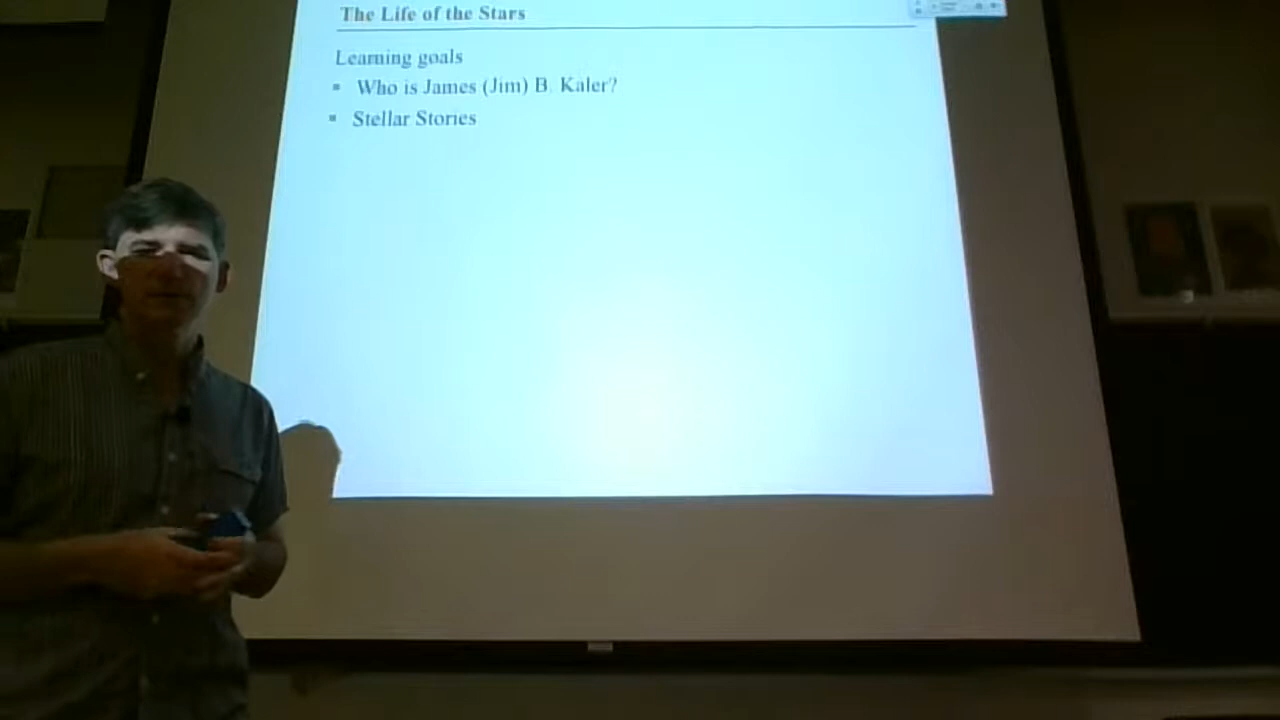 The Life of the Stars
Learning goals
▪ Who is James (Jim) B. Kaler?
▪ Stellar Stories